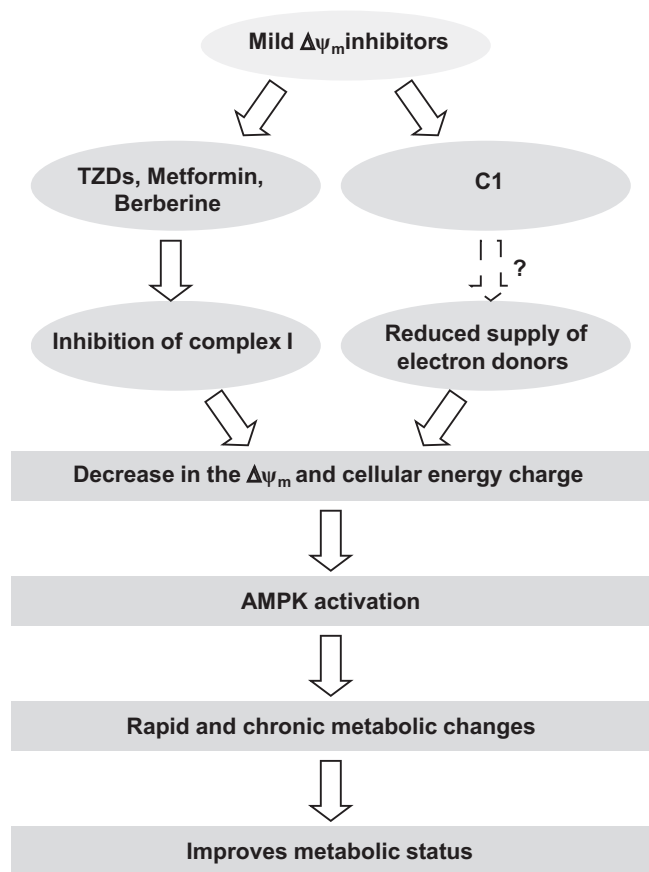 Mild Δψm inhibitors
TZDs, Metformin,
Berberine
C1
?
Inhibition of complex I
Reduced supply of
electron donors
Decrease in the Δψm and cellular energy charge
AMPK activation
Rapid and chronic metabolic changes
Improves metabolic status